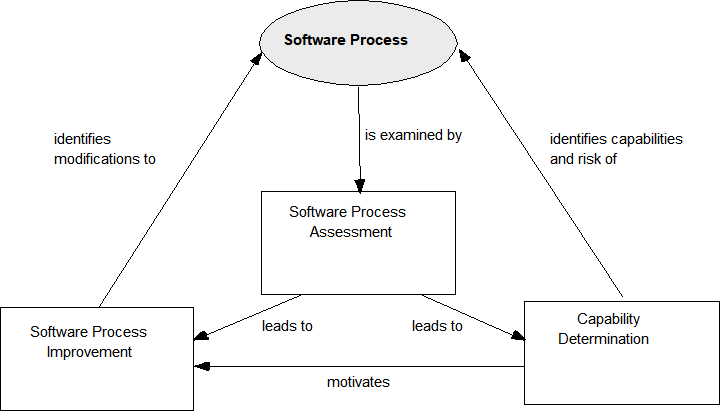 Software Process
identifies
modifications to
is examined by
identifies capabilities
and risk of
Software Process
Assessment
Software Process
Improvement
leads to
leads to
Capability
Determination
motivates